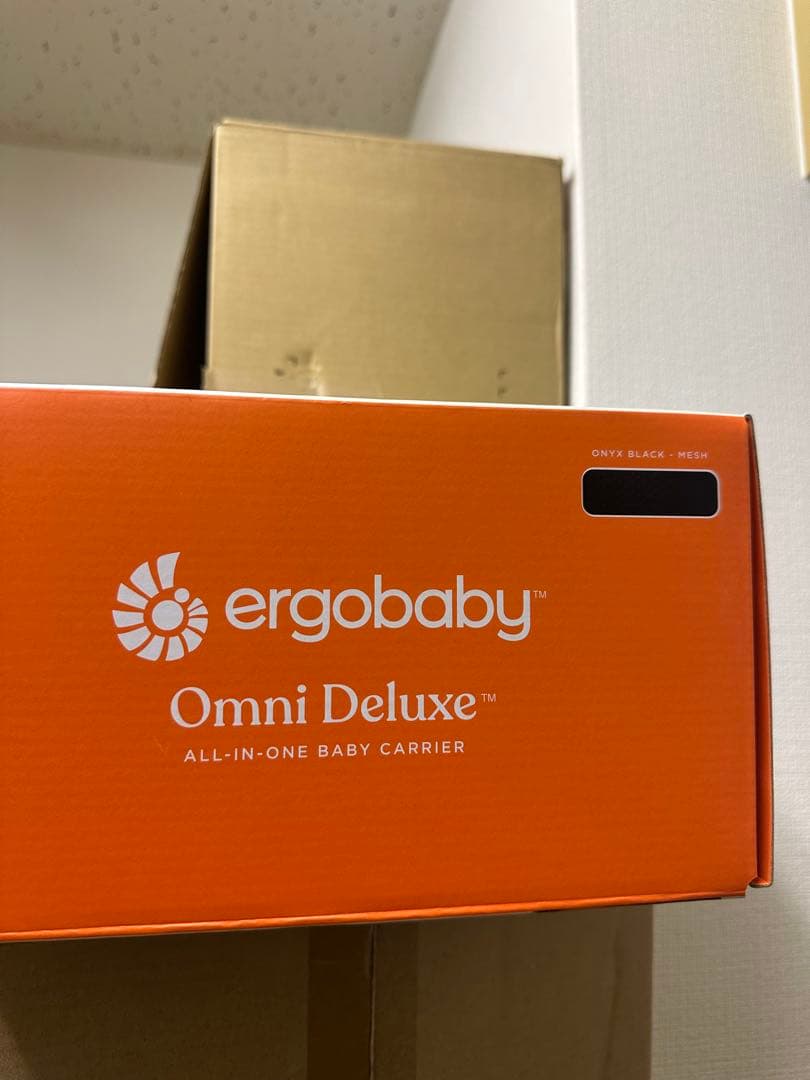 ONYX BLACK - MESH
ergobaby™
Omni Deluxe™
ALL-IN-ONE BABY CARRIER